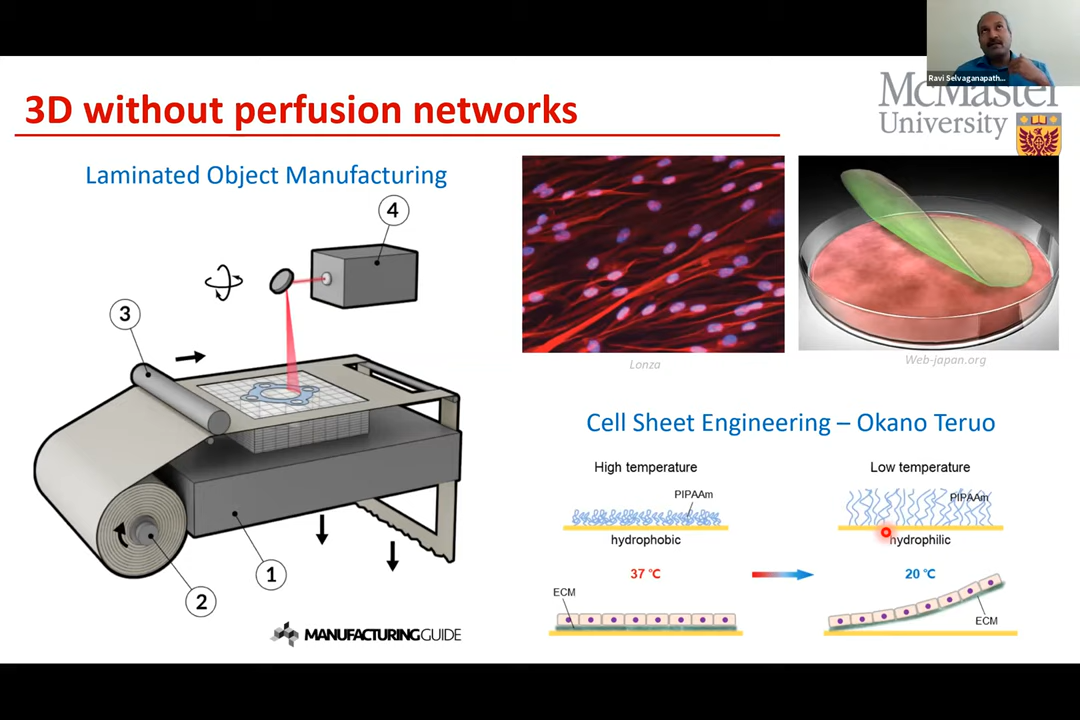 Ravi Selvaganapath...
3D without perfusion networks
McMaster
University
Laminated Object Manufacturing
4
3
1
2
MANUFACTURINGGUIDE
Lonza
Web-japan.org
Cell Sheet Engineering – Okano Teruo
High temperature
PIPAAm
hydrophobic
37 ℃
ECM
Low temperature
PIPAAm
hydrophilic
20 ℃
ECM